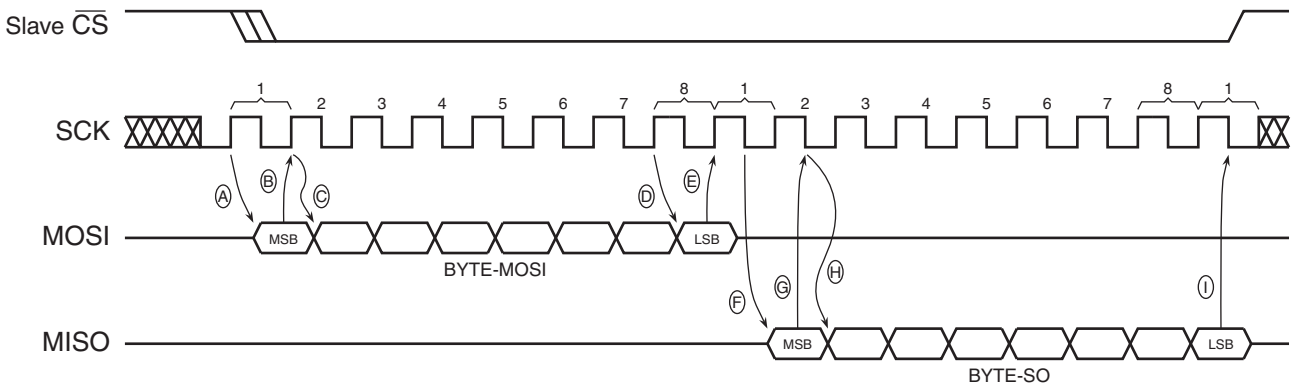 Slave CS
1 2 3 4 5 6 7 8 1 2 3 4 5 6 7 8 1
SCK
A B C D E
MOSI MSB LSB
BYTE-MOSI
F G H I
MISO MSB LSB
BYTE-SO